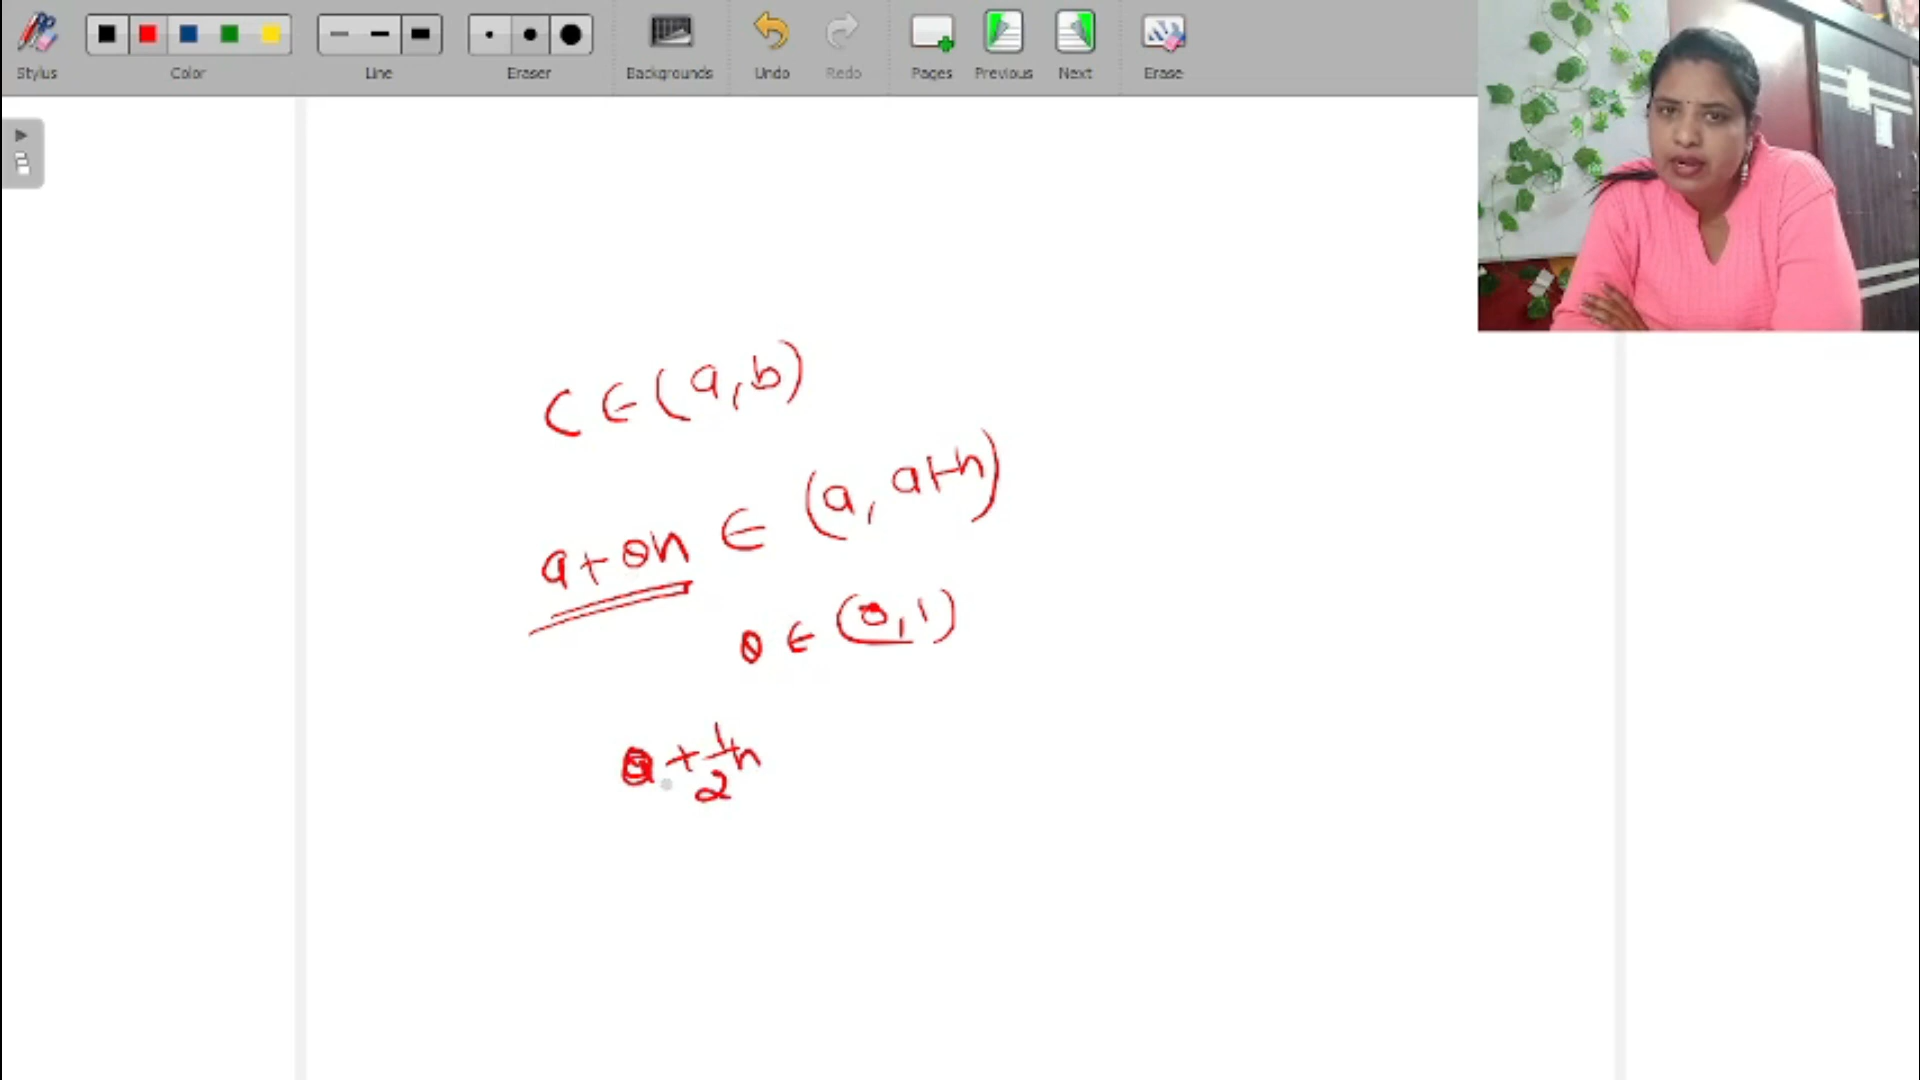 Stylus Color Line Eraser Backgrounds Undo Redo Pages Previous Next Erase
C ∈ (a, b)
a + θh ∈ (a, a+h)
θ ∈ (0, 1)
a + 1/2 h